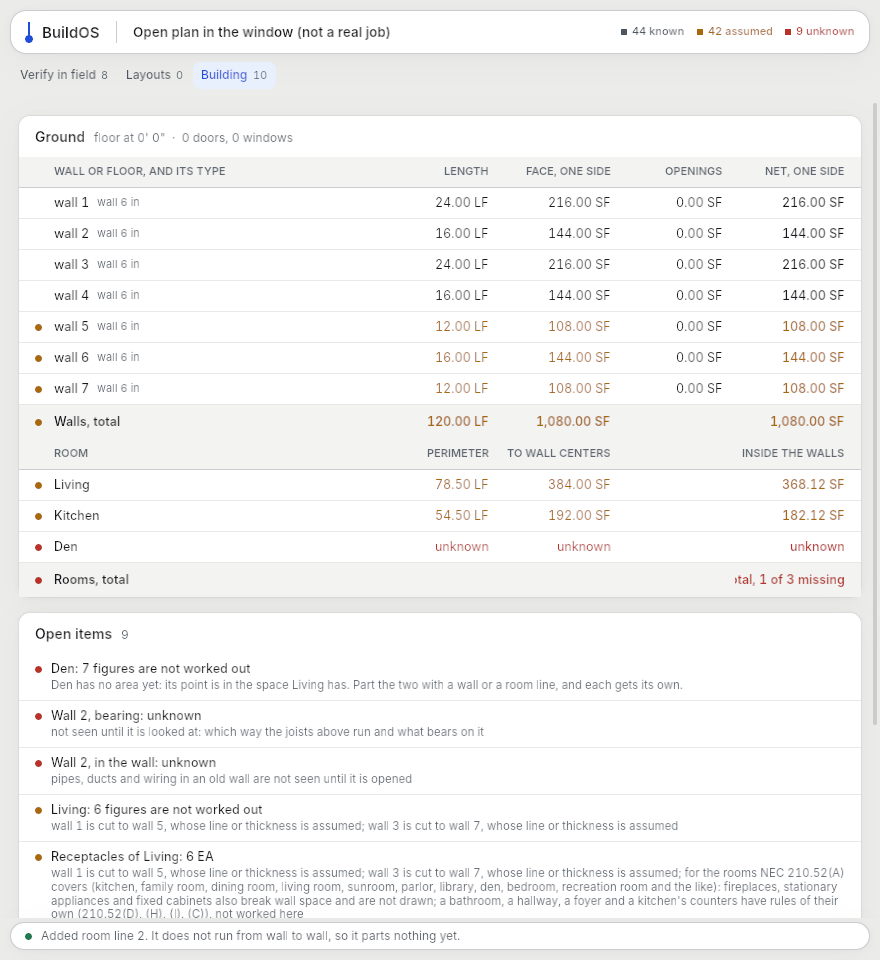 BuildOS
Open plan in the window (not a real job)
44 known 42 assumed 9 unknown
Verify in field 8 Layouts 0 Building 10
Ground floor at 0' 0" · 0 doors, 0 windows
WALL OR FLOOR, AND ITS TYPE LENGTH FACE, ONE SIDE OPENINGS NET, ONE SIDE
wall 1 wall 6 in 24.00 LF 216.00 SF 0.00 SF 216.00 SF
wall 2 wall 6 in 16.00 LF 144.00 SF 0.00 SF 144.00 SF
wall 3 wall 6 in 24.00 LF 216.00 SF 0.00 SF 216.00 SF
wall 4 wall 6 in 16.00 LF 144.00 SF 0.00 SF 144.00 SF
wall 5 wall 6 in 12.00 LF 108.00 SF 0.00 SF 108.00 SF
wall 6 wall 6 in 16.00 LF 144.00 SF 0.00 SF 144.00 SF
wall 7 wall 6 in 12.00 LF 108.00 SF 0.00 SF 108.00 SF
Walls, total 120.00 LF 1,080.00 SF 1,080.00 SF
ROOM PERIMETER TO WALL CENTERS INSIDE THE WALLS
Living 78.50 LF 384.00 SF 368.12 SF
Kitchen 54.50 LF 192.00 SF 182.12 SF
Den unknown unknown unknown
Rooms, total otal, 1 of 3 missing
Open items 9
Den: 7 figures are not worked out
Den has no area yet: its point is in the space Living has. Part the two with a wall or a room line, and each gets its own.
Wall 2, bearing: unknown
not seen until it is looked at: which way the joists above run and what bears on it
Wall 2, in the wall: unknown
pipes, ducts and wiring in an old wall are not seen until it is opened
Living: 6 figures are not worked out
wall 1 is cut to wall 5, whose line or thickness is assumed; wall 3 is cut to wall 7, whose line or thickness is assumed
Receptacles of Living: 6 EA
wall 1 is cut to wall 5, whose line or thickness is assumed; wall 3 is cut to wall 7, whose line or thickness is assumed; for the rooms NEC 210.52(A)
covers (kitchen, family room, dining room, living room, sunroom, parlor, library, den, bedroom, recreation room and the like): fireplaces, stationary
appliances and fixed cabinets also break wall space and are not drawn; a bathroom, a hallway, a foyer and a kitchen's counters have rules of their
own (210.52(D), (H), (I), (C)), not worked here
Added room line 2. It does not run from wall to wall, so it parts nothing yet.